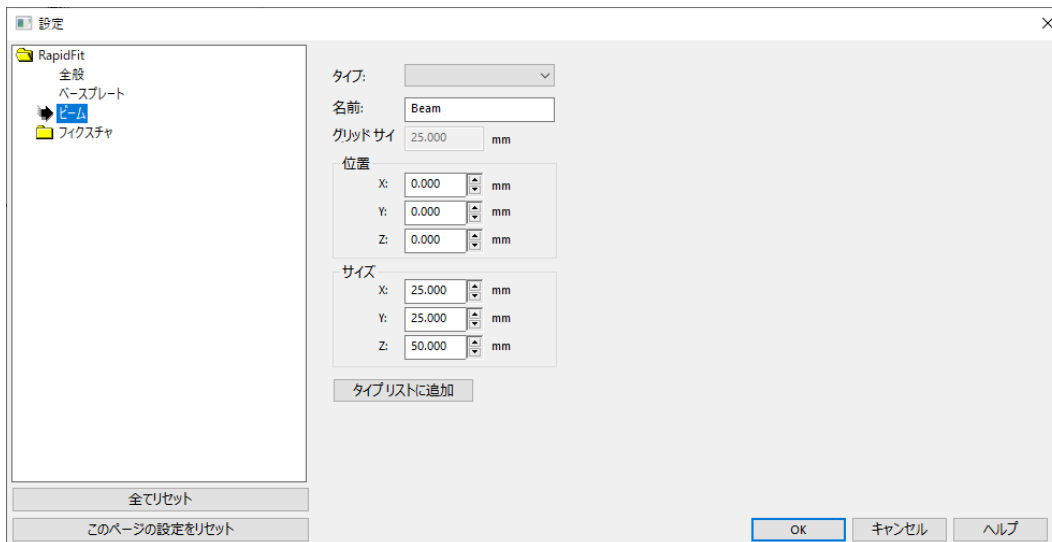 設定
RapidFit
全般
ベースプレート
ビーム
フィクスチャ
全てリセット
このページの設定をリセット
タイプ:
名前: Beam
グリッド サイ 25.000 mm
位置
X: 0.000 mm
Y: 0.000 mm
Z: 0.000 mm
サイズ
X: 25.000 mm
Y: 25.000 mm
Z: 50.000 mm
タイプ リストに追加
OK キャンセル ヘルプ